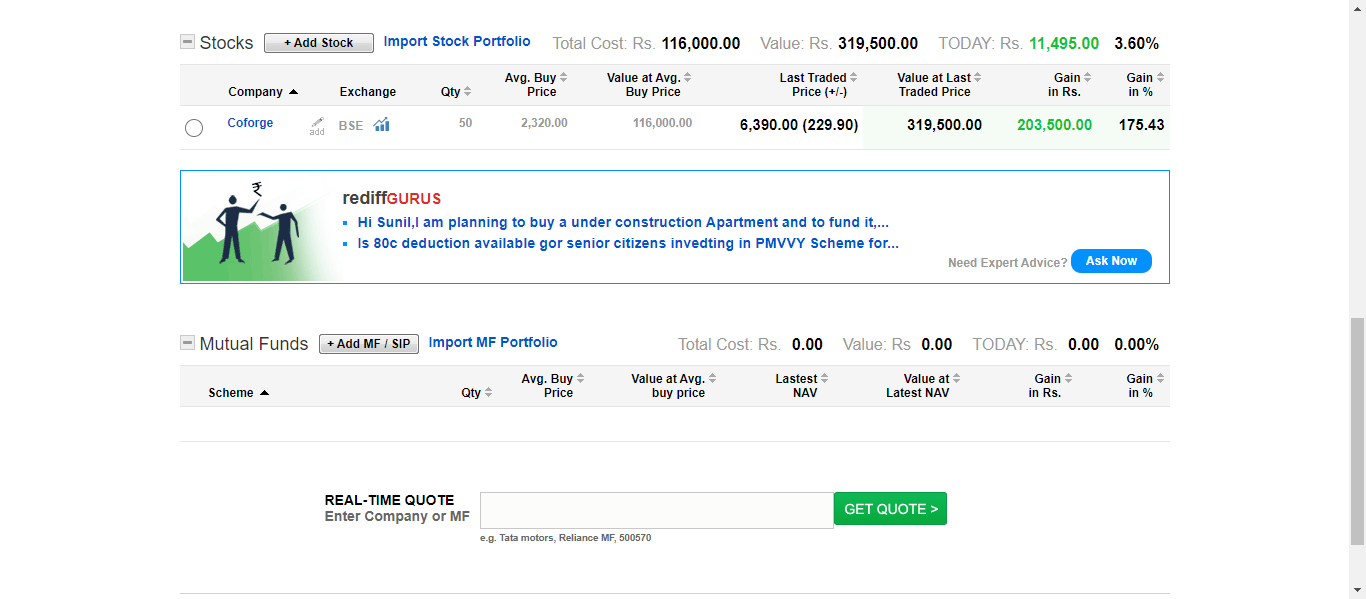 Stocks + Add Stock Import Stock Portfolio Total Cost: Rs. 116,000.00 Value: Rs. 319,500.00 TODAY: Rs. 11,495.00 3.60%
Company Exchange Qty Avg. Buy Price Value at Avg. Buy Price Last Traded Price (+/-) Value at Last Traded Price Gain in Rs. Gain in %
Coforge add BSE 50 2,320.00 116,000.00 6,390.00 (229.90) 319,500.00 203,500.00 175.43
₹
rediffGURUS
Hi Sunil,I am planning to buy a under construction Apartment and to fund it,...
Is 80c deduction available gor senior citizens invedting in PMVVY Scheme for...
Need Expert Advice? Ask Now
Mutual Funds + Add MF / SIP Import MF Portfolio Total Cost: Rs. 0.00 Value: Rs 0.00 TODAY: Rs. 0.00 0.00%
Scheme Qty Avg. Buy Price Value at Avg. buy price Lastest NAV Value at Latest NAV Gain in Rs. Gain in %
REAL-TIME QUOTE
Enter Company or MF
GET QUOTE >
e.g. Tata motors, Reliance MF, 500570